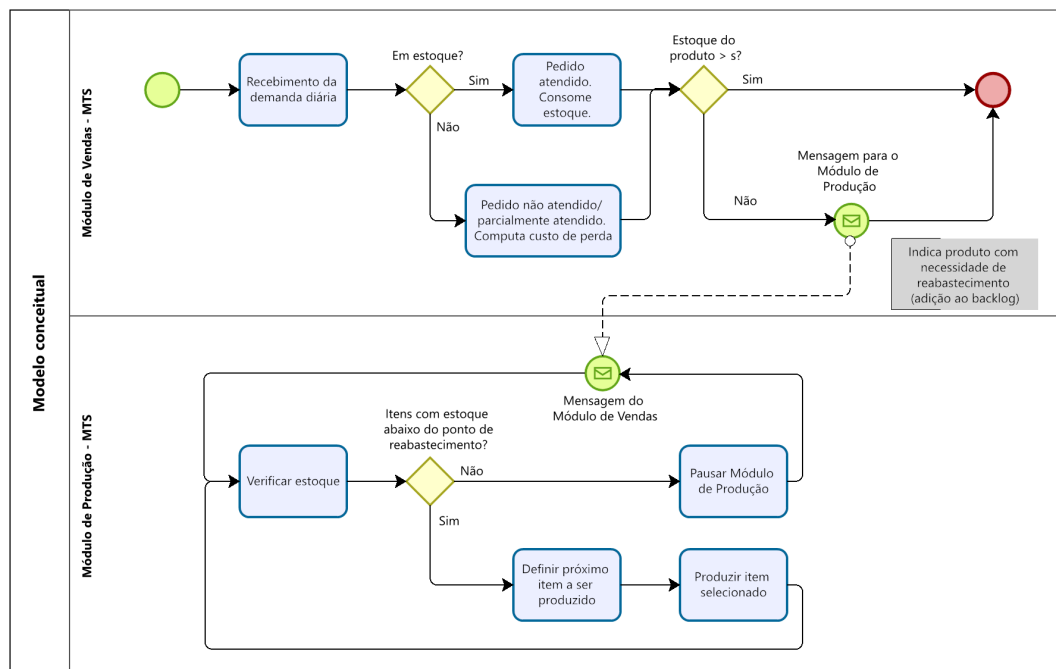 Modelo conceitual
Módulo de Vendas - MTS
Recebimento da
demanda diária
Em estoque?
Sim
Não
Pedido
atendido.
Consome
estoque.
Pedido não atendido/
parcialmente atendido.
Computa custo de perda
Estoque do
produto > s?
Sim
Não
Mensagem para o
Módulo de
Produção
Indica produto com
necessidade de
reabastecimento
(adição ao backlog)
Módulo de Produção - MTS
Mensagem do
Módulo de Vendas
Verificar estoque
Itens com estoque
abaixo do ponto de
reabastecimento?
Não
Sim
Pausar Módulo
de Produção
Definir próximo
item a ser
produzido
Produzir item
selecionado